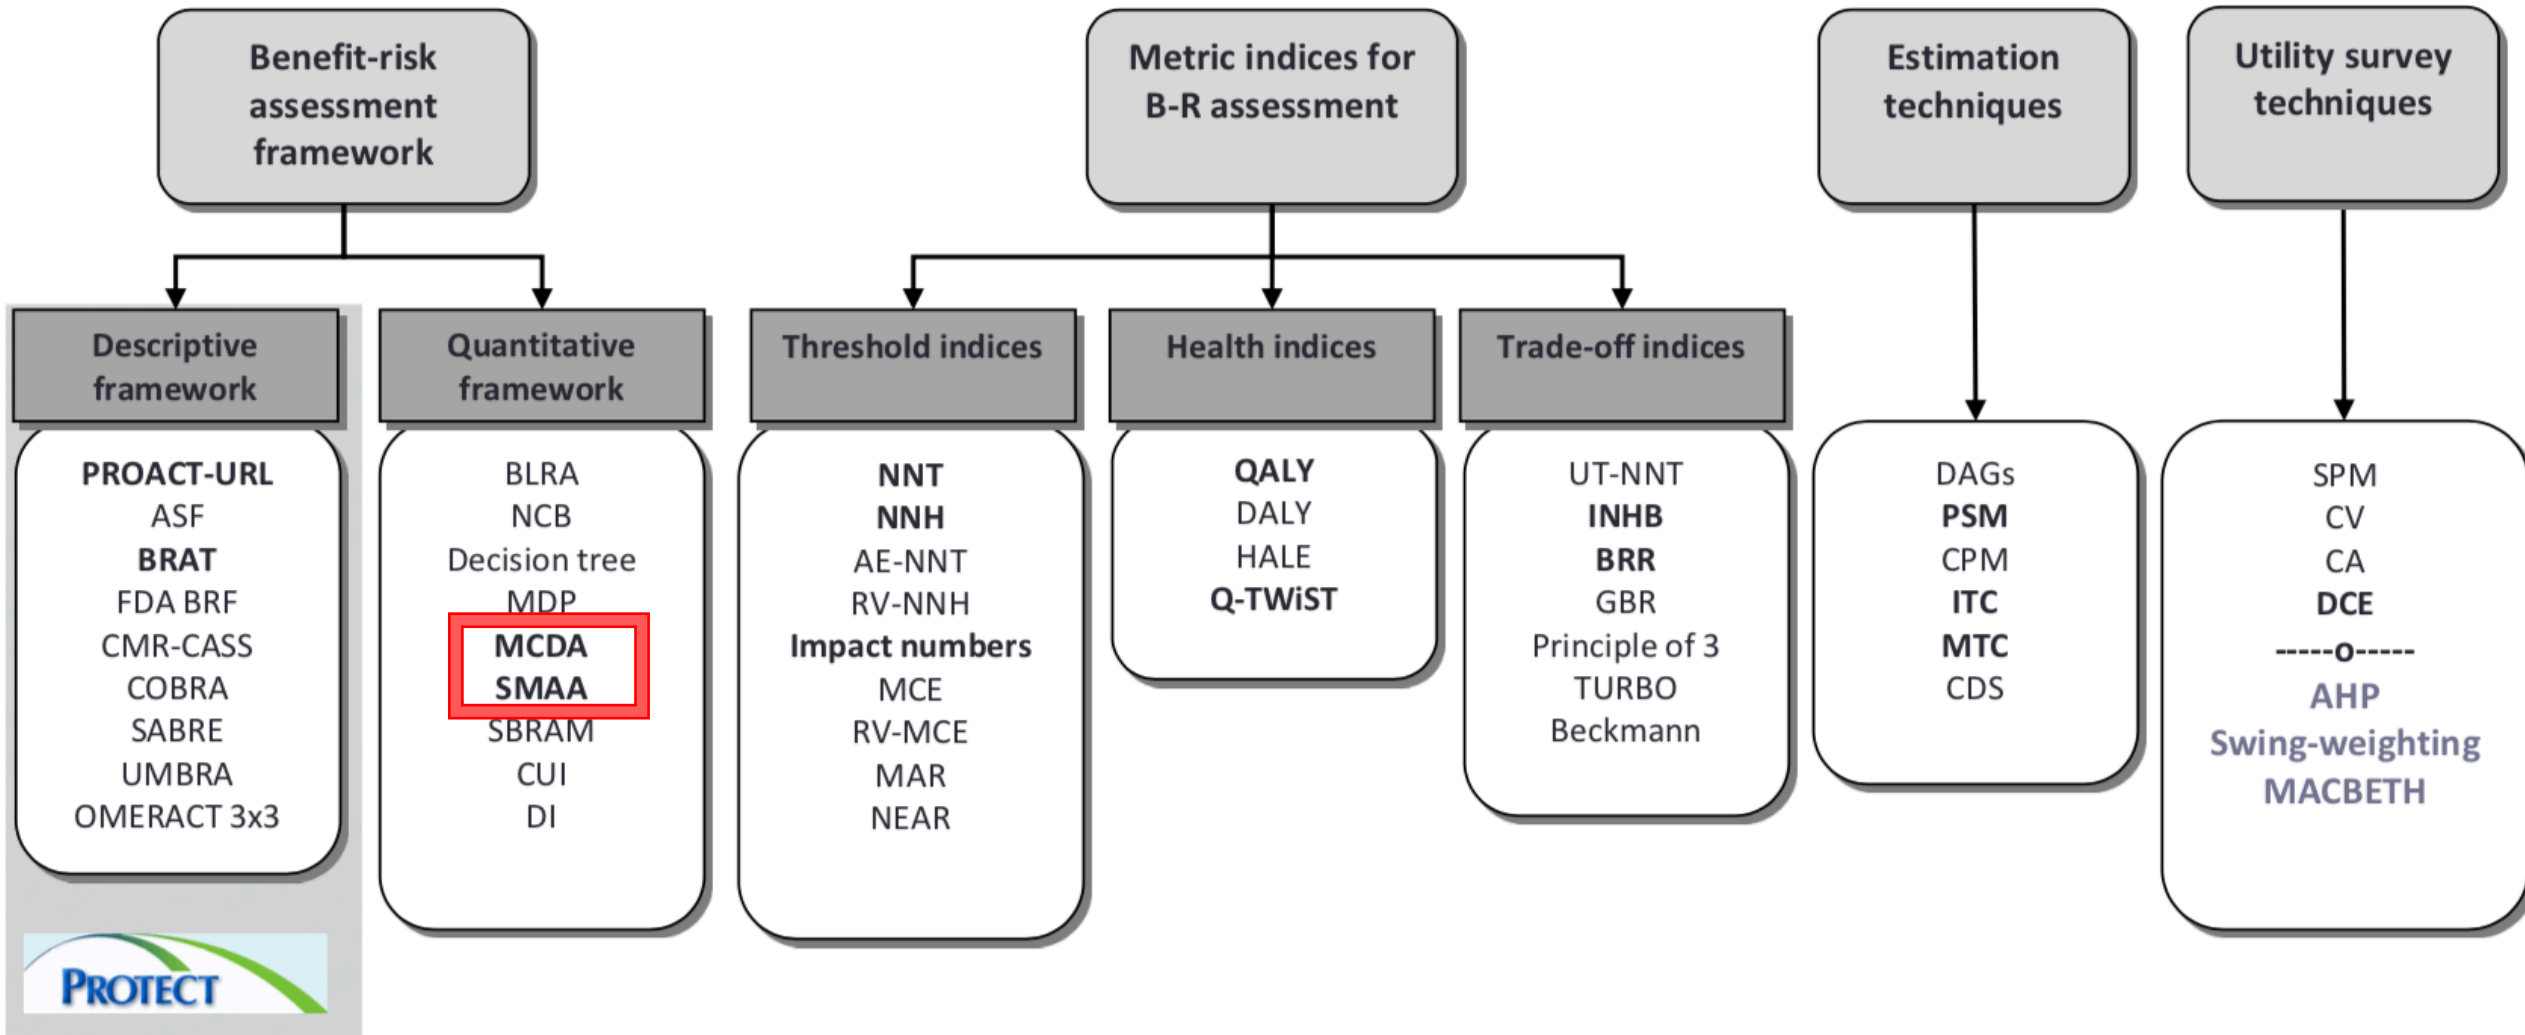 Benefit-risk
assessment
framework
Metric indices for
B-R assessment
Estimation
techniques
Utility survey
techniques
Descriptive
framework
Quantitative
framework
Threshold indices
Health indices
Trade-off indices
PROACT-URL
ASF
BRAT
FDA BRF
CMR-CASS
COBRA
SABRE
UMBRA
OMERACT 3x3
BLRA
NCB
Decision tree
MDP
MCDA
SMAA
SBRAM
CUI
DI
NNT
NNH
AE-NNT
RV-NNH
Impact numbers
MCE
RV-MCE
MAR
NEAR
QALY
DALY
HALE
Q-TWiST
UT-NNT
INHB
BRR
GBR
Principle of 3
TURBO
Beckmann
DAGs
PSM
CPM
ITC
MTC
CDS
SPM
CV
CA
DCE
-----o-----
AHP
Swing-weighting
MACBETH
PROTECT